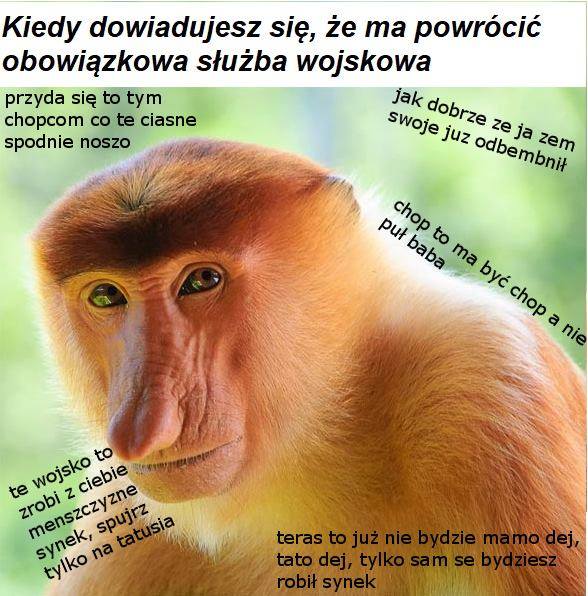 Kiedy dowiadujesz się, że ma powrócić
obowiązkowa służba wojskowa
przyda się to tym
chopcom co te ciasne
spodnie noszo
jak dobrze ze ja zem
swoje juz odbembnił
chop to ma być chop a nie
puł baba
te wojsko to
zrobi z ciebie
menszczyzne
synek, spujrz
tylko na tatusia
teras to już nie bydzie mamo dej,
tato dej, tylko sam se bydziesz
robił synek